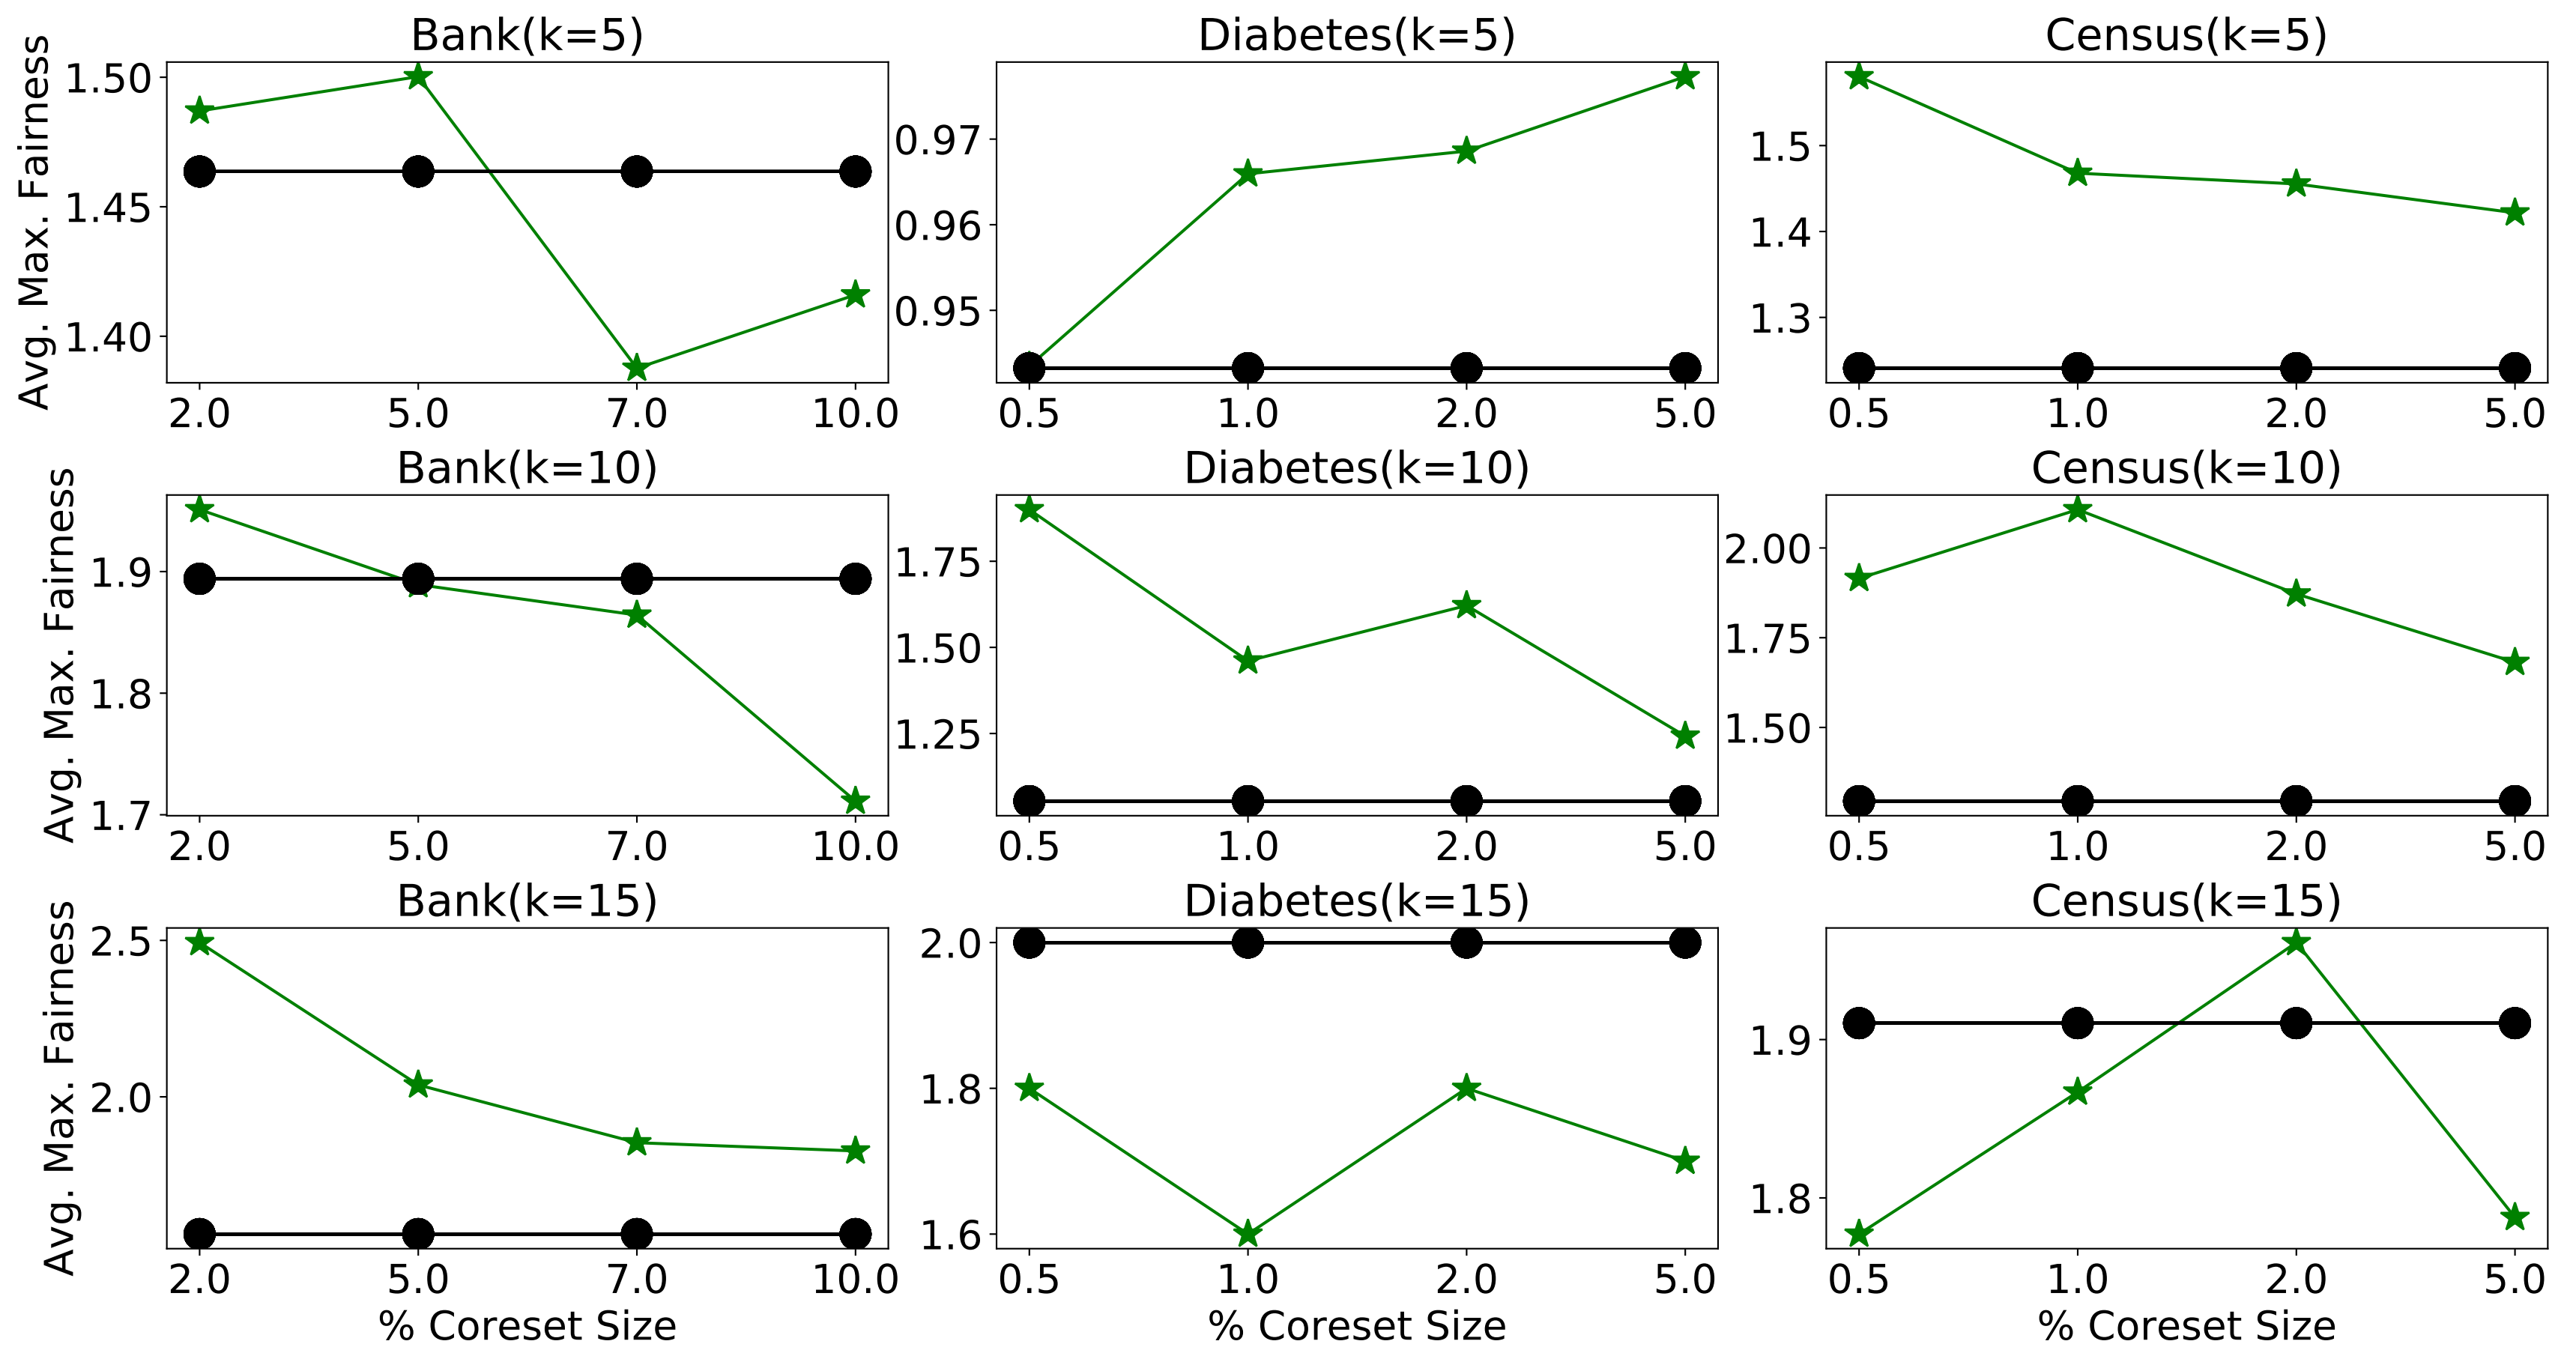 Bank(k=5)
Avg. Max. Fairness
1.50
1.45
1.40
2.0 5.0 7.0 10.0
Diabetes(k=5)
0.97
0.96
0.95
0.5 1.0 2.0 5.0
Census(k=5)
1.5
1.4
1.3
0.5 1.0 2.0 5.0
Bank(k=10)
Avg. Max. Fairness
1.9
1.8
1.7
2.0 5.0 7.0 10.0
Diabetes(k=10)
1.75
1.50
1.25
0.5 1.0 2.0 5.0
Census(k=10)
2.00
1.75
1.50
0.5 1.0 2.0 5.0
Bank(k=15)
Avg. Max. Fairness
2.5
2.0
2.0 5.0 7.0 10.0
% Coreset Size
Diabetes(k=15)
2.0
1.8
1.6
0.5 1.0 2.0 5.0
% Coreset Size
Census(k=15)
1.9
1.8
0.5 1.0 2.0 5.0
% Coreset Size